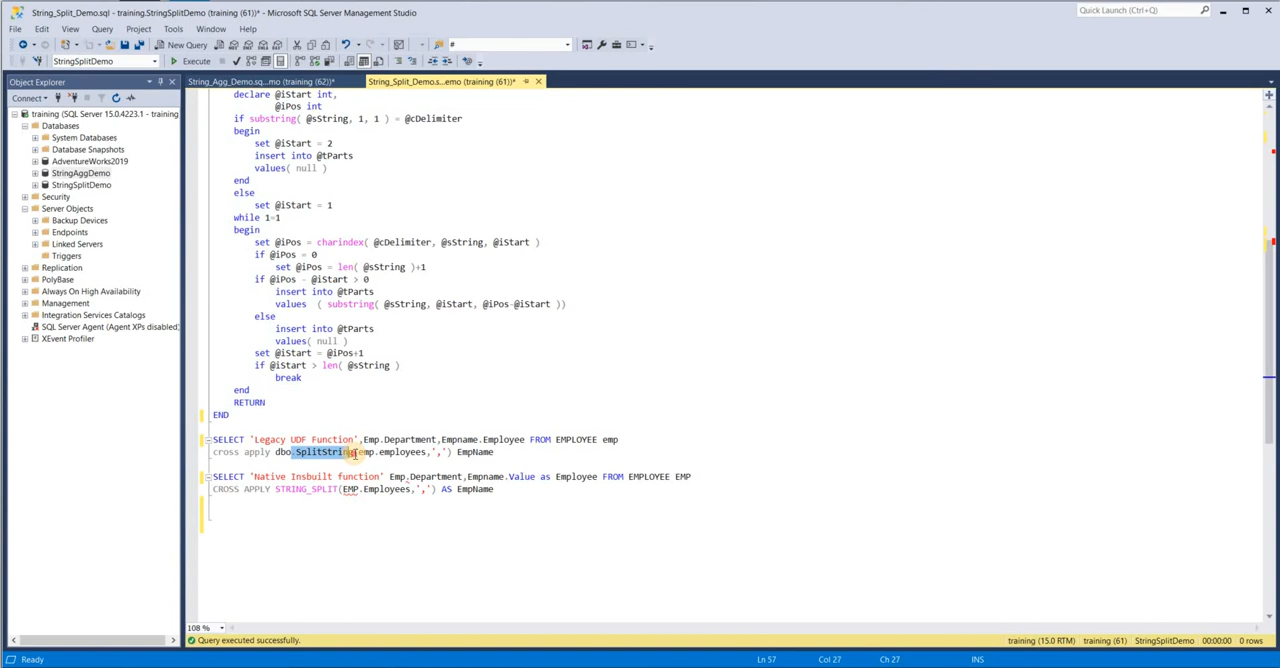 String_Split_Demo.sql - training.StringSplitDemo (training (61))* - Microsoft SQL Server Management Studio
Quick Launch (Ctrl+Q)
File Edit View Query Project Tools Window Help
New Query
#
StringSplitDemo
Execute
Object Explorer
String_Agg_Demo.sq...mo (training (62))*
String_Split_Demo.s...emo (training (61))*
Connect
training (SQL Server 15.0.4223.1 - training
Databases
System Databases
Database Snapshots
AdventureWorks2019
StringAggDemo
StringSplitDemo
Security
Server Objects
Backup Devices
Endpoints
Linked Servers
Triggers
Replication
PolyBase
Always On High Availability
Management
Integration Services Catalogs
SQL Server Agent (Agent XPs disabled)
XEvent Profiler
declare @iStart int,
@iPos int
if substring( @sString, 1, 1 ) = @cDelimiter
begin
set @iStart = 2
insert into @tParts
values( null )
end
else
set @iStart = 1
while 1=1
begin
set @iPos = charindex( @cDelimiter, @sString, @iStart )
if @iPos = 0
set @iPos = len( @sString )+1
if @iPos - @iStart > 0
insert into @tParts
values ( substring( @sString, @iStart, @iPos-@iStart ))
else
insert into @tParts
values( null )
set @iStart = @iPos+1
if @iStart > len( @sString )
break
end
RETURN
END
SELECT 'Legacy UDF Function',Emp.Department,Empname.Employee FROM EMPLOYEE emp
cross apply dbo.SplitString(emp.employees,',') EmpName
SELECT 'Native Insbuilt function' Emp.Department,Empname.Value as Employee FROM EMPLOYEE EMP
CROSS APPLY STRING_SPLIT(EMP.Employees,',') AS EmpName
108 %
Query executed successfully.
training (15.0 RTM) training (61) StringSplitDemo 00:00:00 0 rows
Ready
Ln 57 Col 27 Ch 27 INS